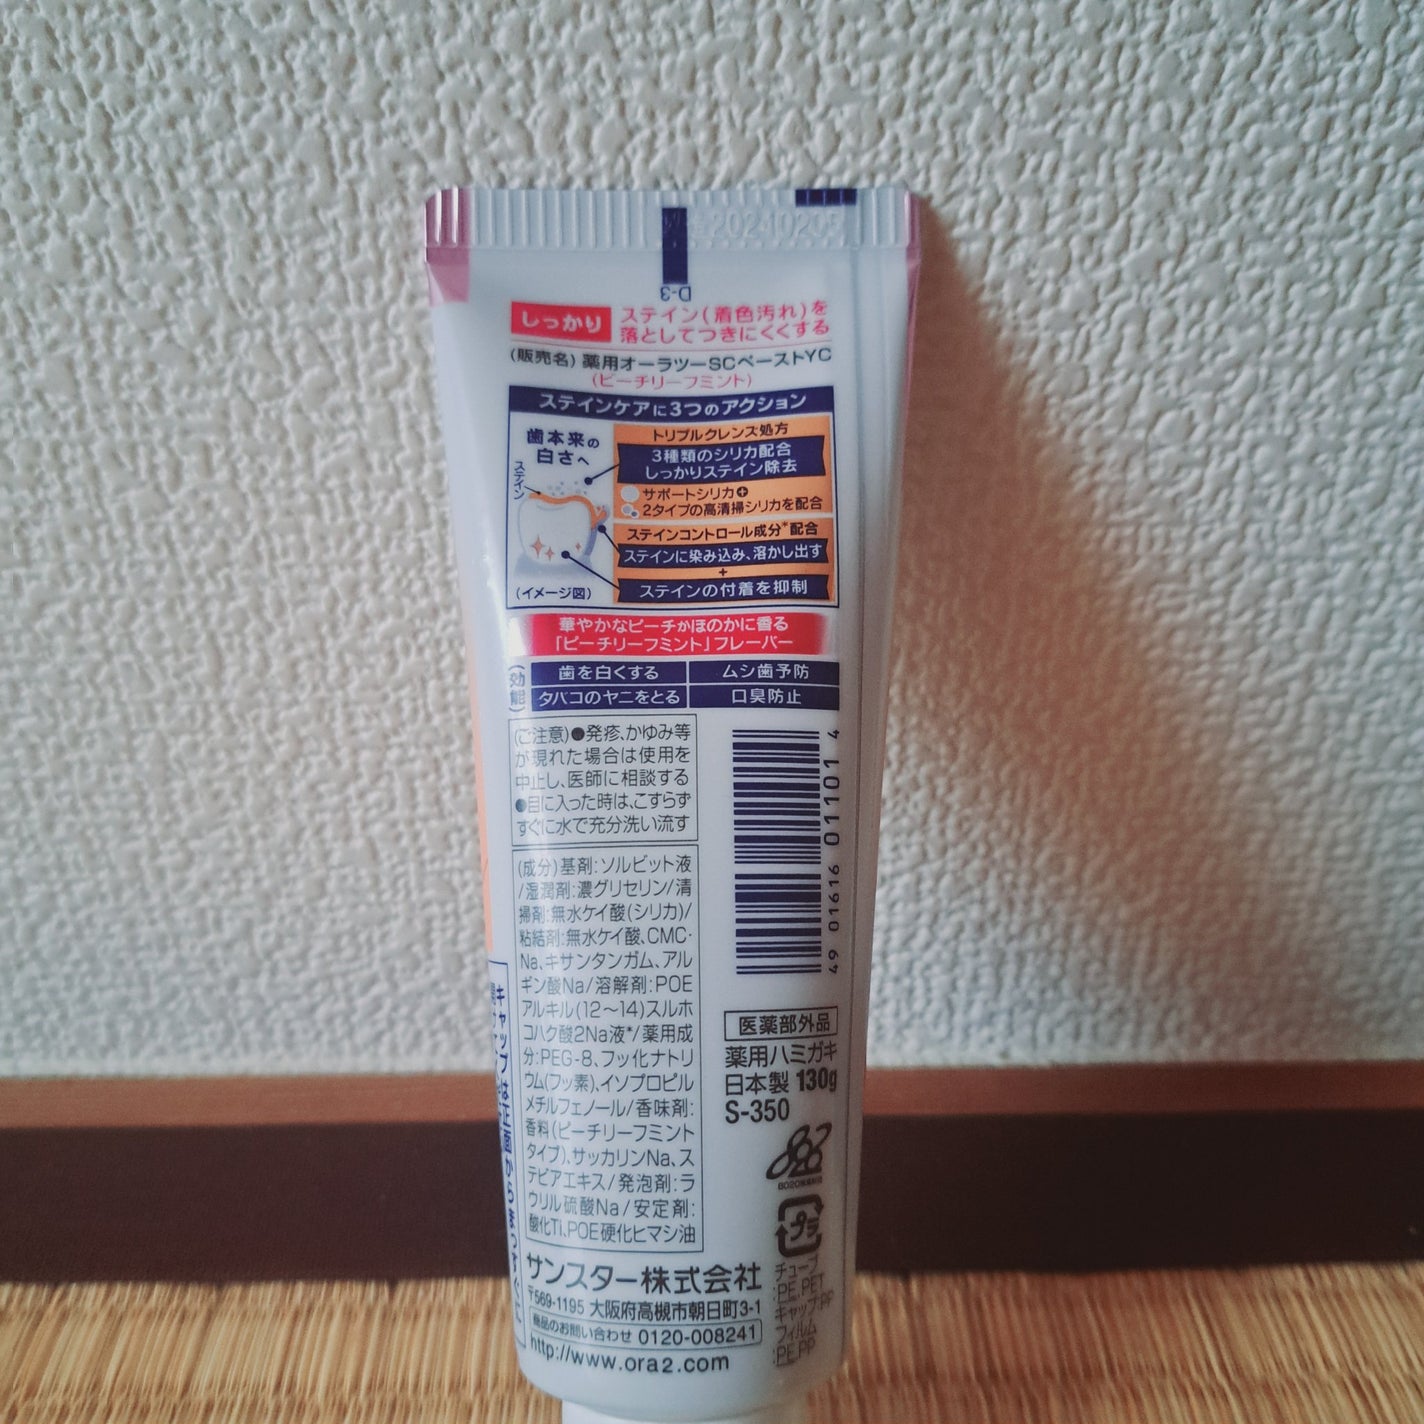 20241020
D-3
しっかり
ステイン(着色汚れ)を
落としてつきにくくする
(販売名) 薬用オーラツーSCペーストYC
(ピーチリーフミント)
ステインケアに3つのアクション
歯本来の
白さへ
ステイン
(イメージ図)
トリプルクレンズ処方
3種類のシリカ配合
しっかりステイン除去
サポートシリカ+
2タイプの高清掃シリカを配合
ステインコントロール成分*配合
ステインに染み込み、溶かし出す
+
ステインの付着を抑制
華やかなピーチがほのかに香る
「ピーチリーフミント」フレーバー
(効能)
歯を白くする ムシ歯予防
タバコのヤニをとる 口臭防止
(ご注意)●発疹、かゆみ等
が現れた場合は使用を
中止し、医師に相談する
●目に入った時は、こすらず
すぐに水で充分洗い流す
(成分)基剤:ソルビット液
/湿潤剤:濃グリセリン/清
掃剤:無水ケイ酸(シリカ)/
粘結剤:無水ケイ酸、CMC・
Na、キサンタンガム、アル
ギン酸Na/溶解剤:POE
アルキル(12～14)スルホ
コハク酸2Na液*/薬用成
分:PEG-8、フッ化ナトリ
ウム(フッ素)、イソプロピル
メチルフェノール/香味剤:
香料(ピーチリーフミント
タイプ)、サッカリンNa、ス
テビアエキス/発泡剤:ラ
ウリル硫酸Na/安定剤:
酸化Ti、POE硬化ヒマシ油
4 901616 011014
医薬部外品
薬用ハミガキ
日本製 130g
S-350
8020
プラ
チューブ
:PE,PET
キャップ:PP
フィルム
:PE,PP
サンスター株式会社
〒569-1195 大阪府高槻市朝日町3-1
商品のお問い合わせ 0120-008241
http://www.ora2.com
キャップは正面から